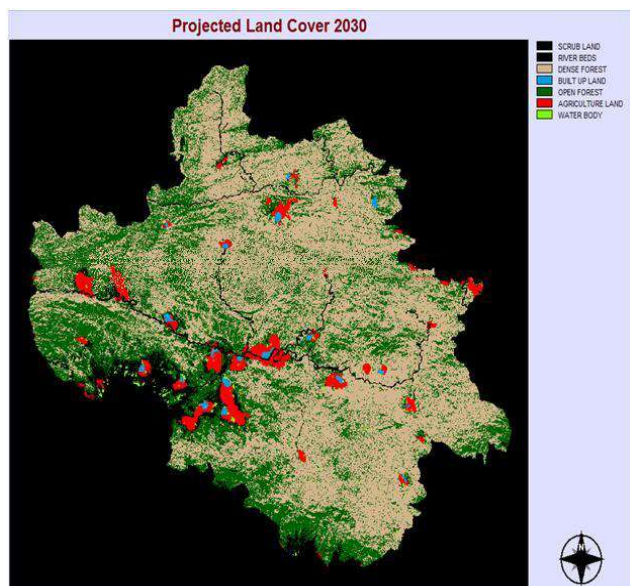 Projected Land Cover 2030
SCRUB LAND
RIVER BEDS
DENSE FOREST
BUILT UP LAND
OPEN FOREST
AGRICULTURE LAND
WATER BODY
N